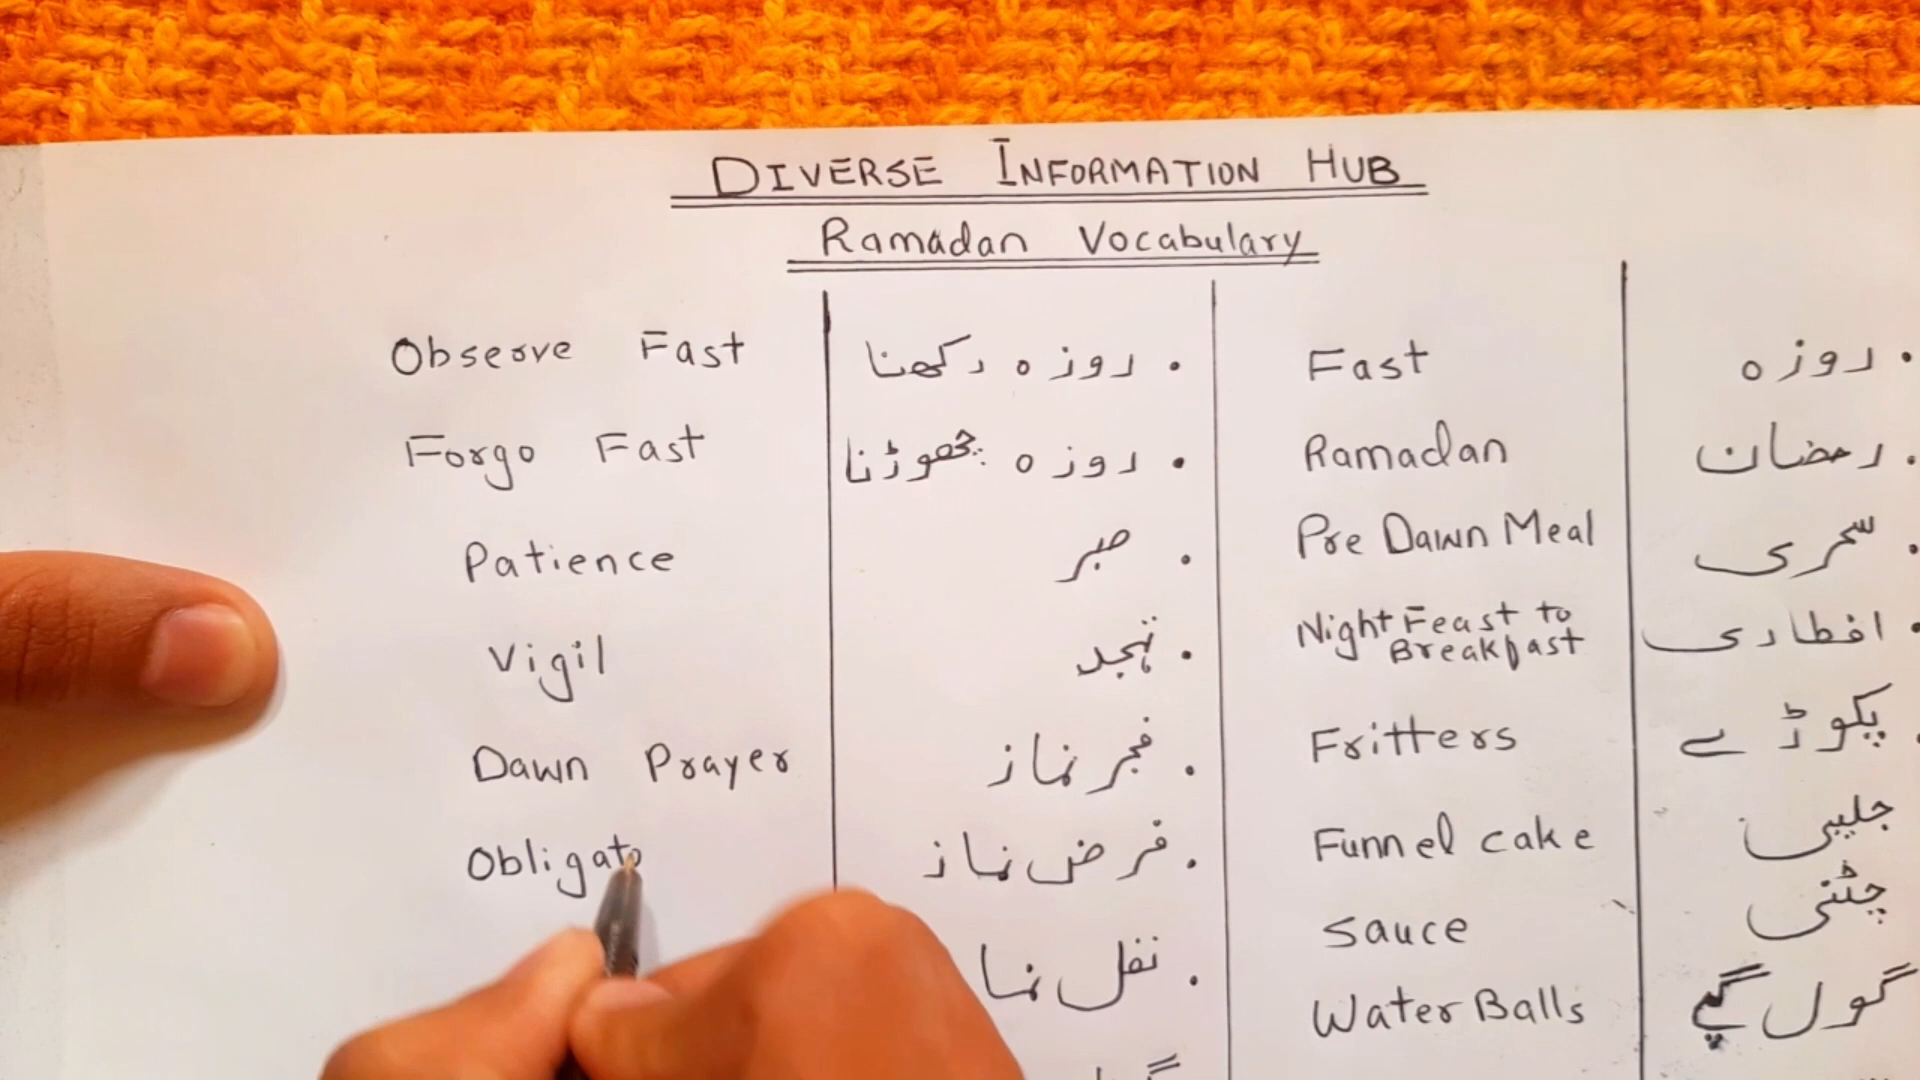 DIVERSE INFORMATION HUB
Ramadan Vocabulary
Observe Fast روزہ رکھنا . Fast روزہ .
Forgo Fast روزہ چھوڑنا . Ramadan رمضان .
Patience صبر . Pre Dawn Meal سحری .
Vigil تہجد . Night Feast to افطاری .
Breakfast
Dawn Prayer فجر نماز . Fritters پکوڑے .
Obligato فرض نماز . Funnel cake جلیبی
Sauce چٹنی
نفل نما . Water Balls گول گپے